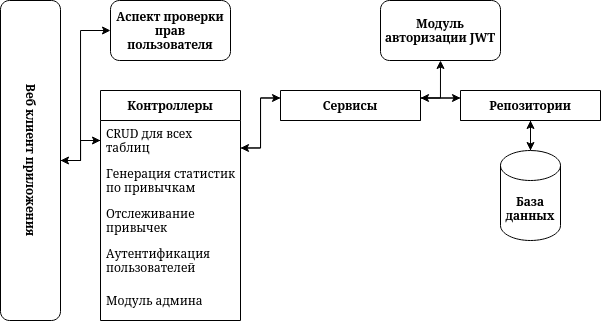 Веб клиент приложения
Аспект проверки
прав
пользователя
Контроллеры
CRUD для всех
таблиц
Генерация статистик
по привычкам
Отслеживание
привычек
Аутентификация
пользователей
Модуль админа
Сервисы
Модуль
авторизации JWT
Репозитории
База
данных